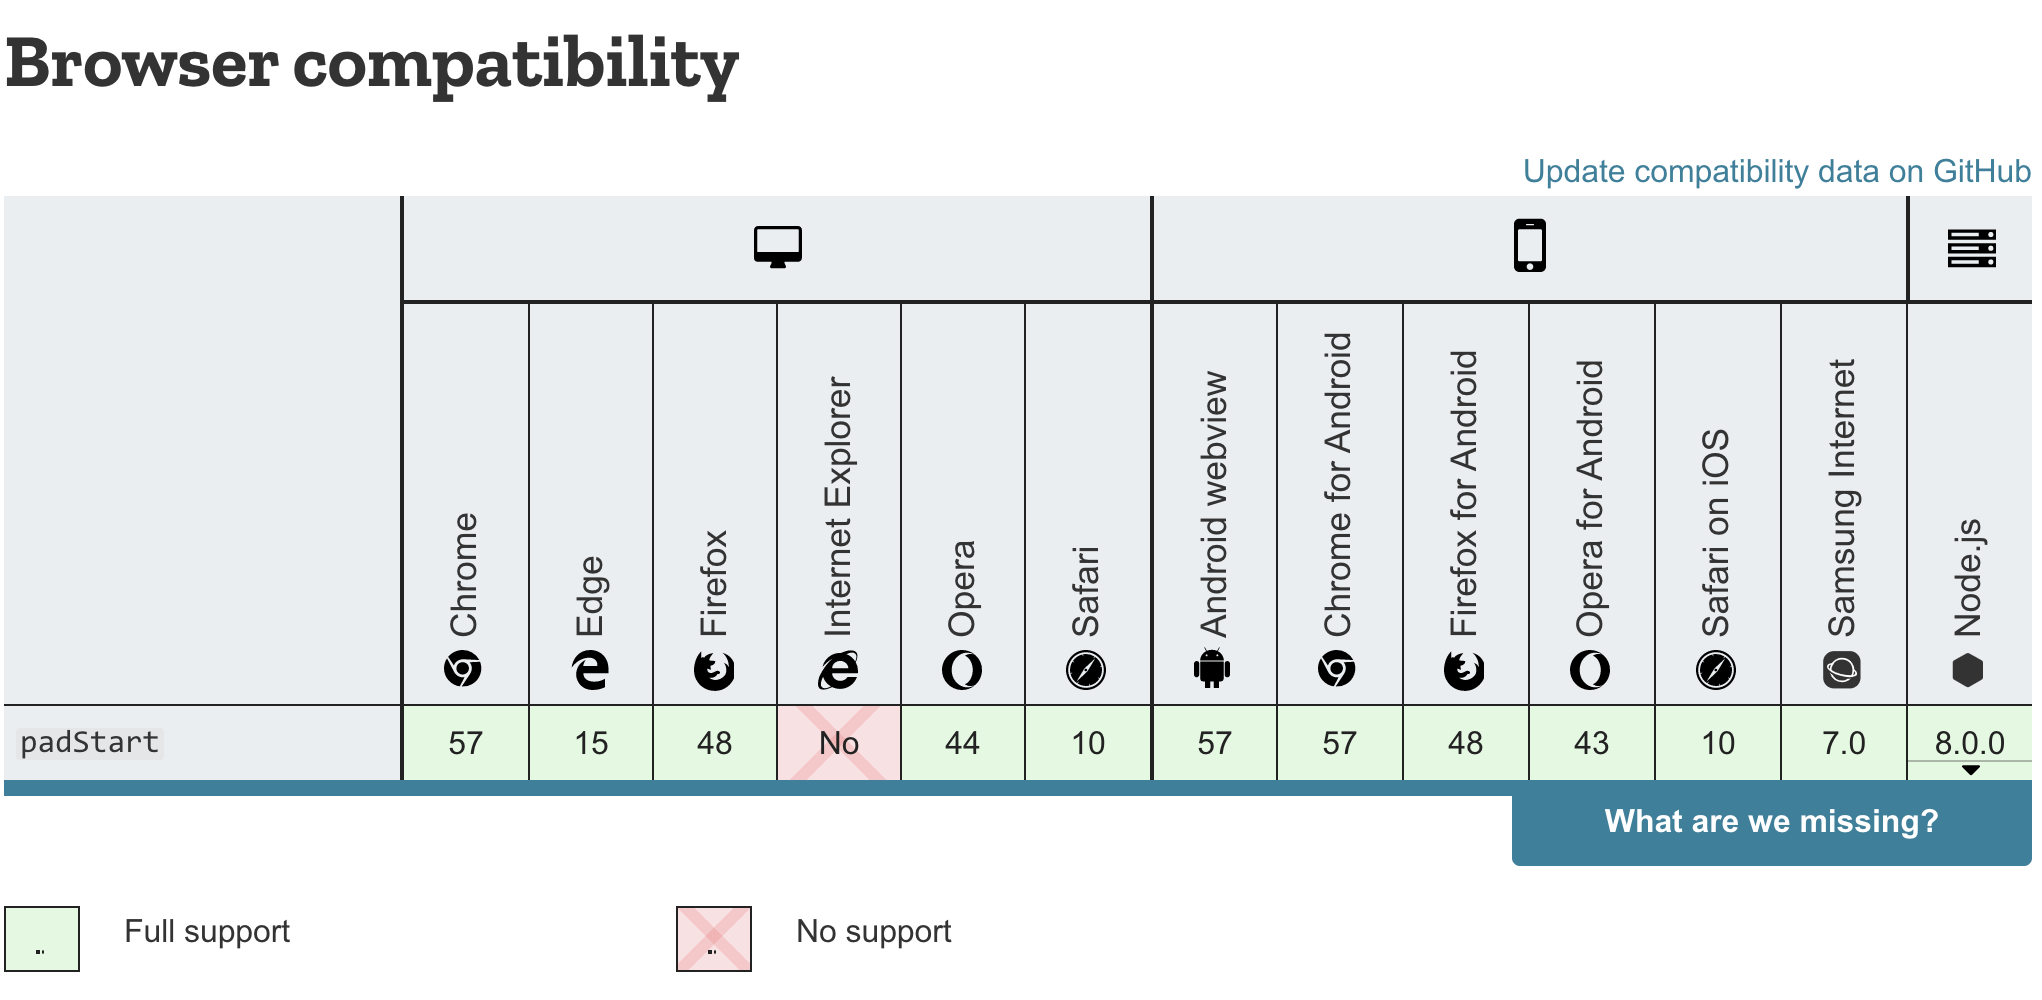 Browser compatibility
Update compatibility data on GitHub
Chrome
Edge
Firefox
Internet Explorer
Opera
Safari
Android webview
Chrome for Android
Firefox for Android
Opera for Android
Safari on iOS
Samsung Internet
Node.js
padStart 57 15 48 No 44 10 57 57 48 43 10 7.0 8.0.0
What are we missing?
Full support No support